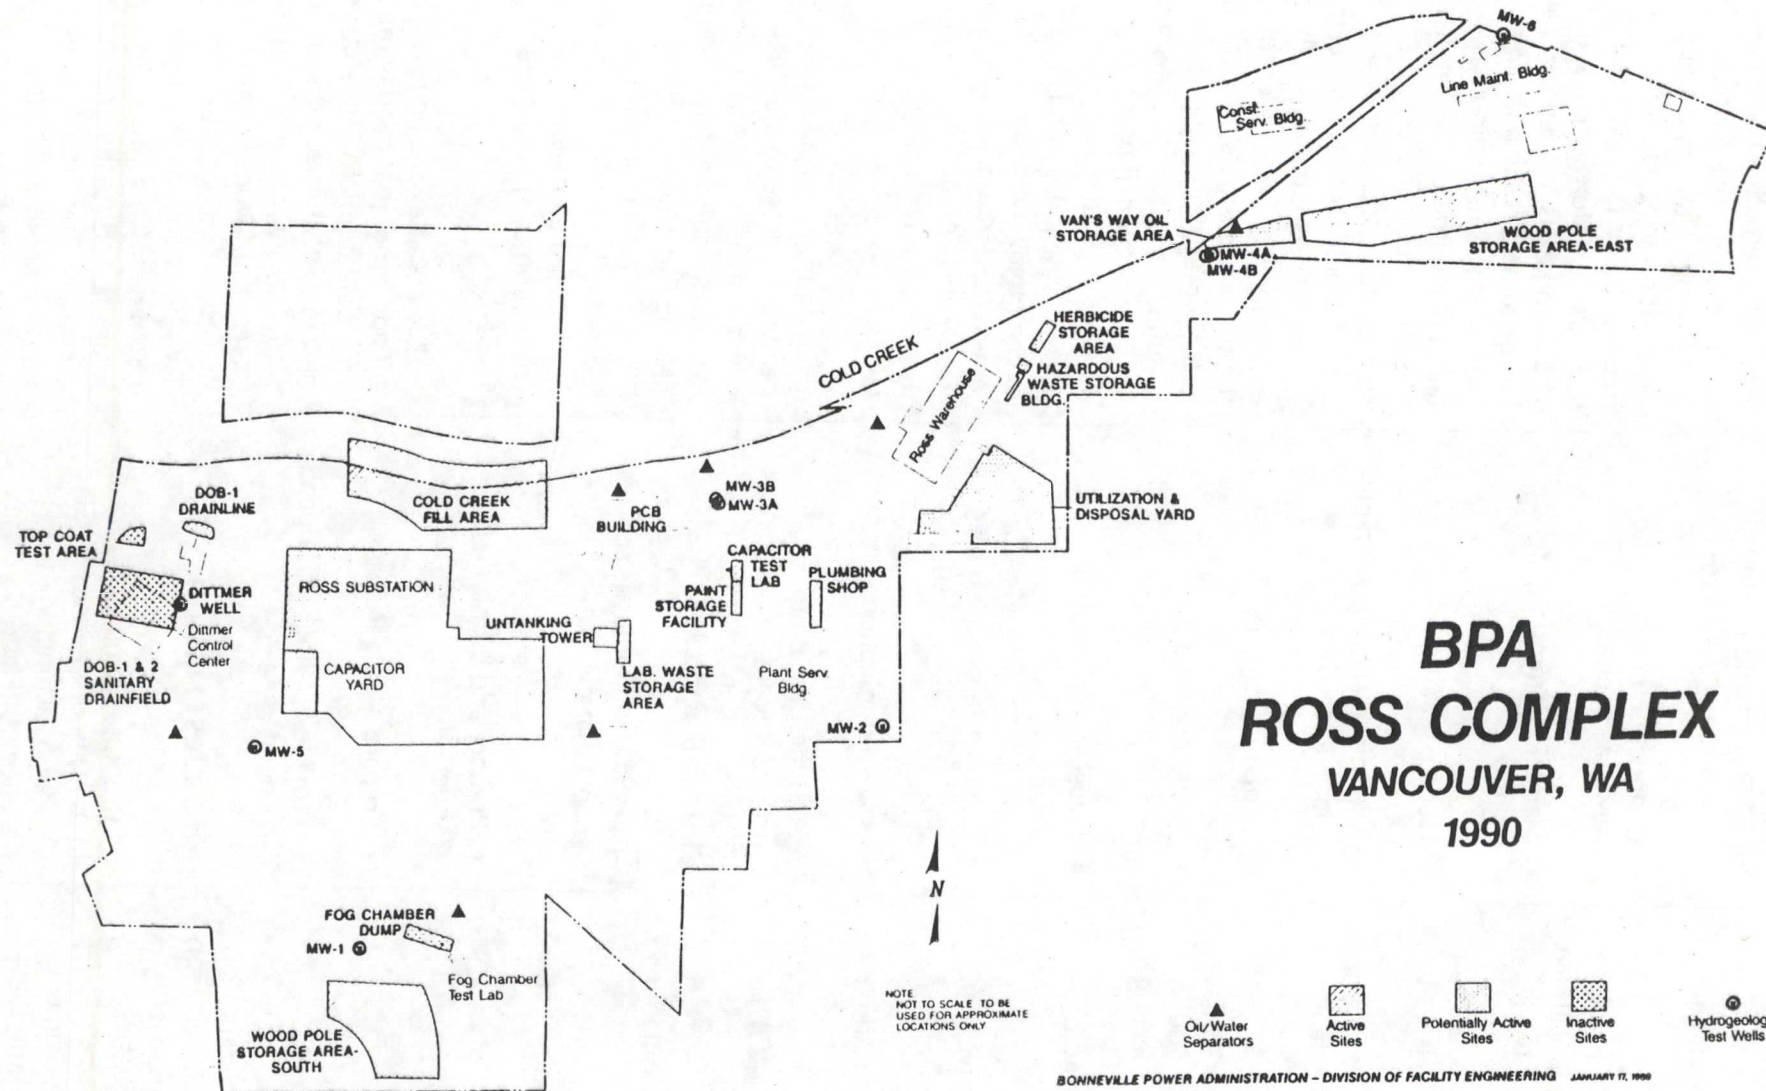 MW-6
Line Maint. Bldg.
Const.
Serv. Bldg.
VAN'S WAY OIL
STORAGE AREA
WOOD POLE
STORAGE AREA-EAST
MW-4A
MW-4B
HERBICIDE
STORAGE
AREA
COLD CREEK
HAZARDOUS
WASTE STORAGE
BLDG.
Ross Warehouse
DOB-1
DRAINLINE
COLD CREEK
FILL AREA
MW-3B
MW-3A
PCB
BUILDING
UTILIZATION &
DISPOSAL YARD
TOP COAT
TEST AREA
CAPACITOR
TEST
LAB
PLUMBING
SHOP
ROSS SUBSTATION
DITTMER
WELL
PAINT
STORAGE
FACILITY
UNTANKING
TOWER
Dittmer
Control
Center
DOB-1 & 2
SANITARY
DRAINFIELD
CAPACITOR
YARD
LAB. WASTE
STORAGE
AREA
Plant Serv.
Bldg.
MW-2
MW-5
BPA
ROSS COMPLEX
VANCOUVER, WA
1990
N
FOG CHAMBER
DUMP
MW-1
Fog Chamber
Test Lab
WOOD POLE
STORAGE AREA-
SOUTH
NOTE
NOT TO SCALE TO BE
USED FOR APPROXIMATE
LOCATIONS ONLY
Oil/Water
Separators
Active
Sites
Potentially Active
Sites
Inactive
Sites
Hydrogeolog
Test Wells
BONNEVILLE POWER ADMINISTRATION - DIVISION OF FACILITY ENGINEERING JANUARY 17,